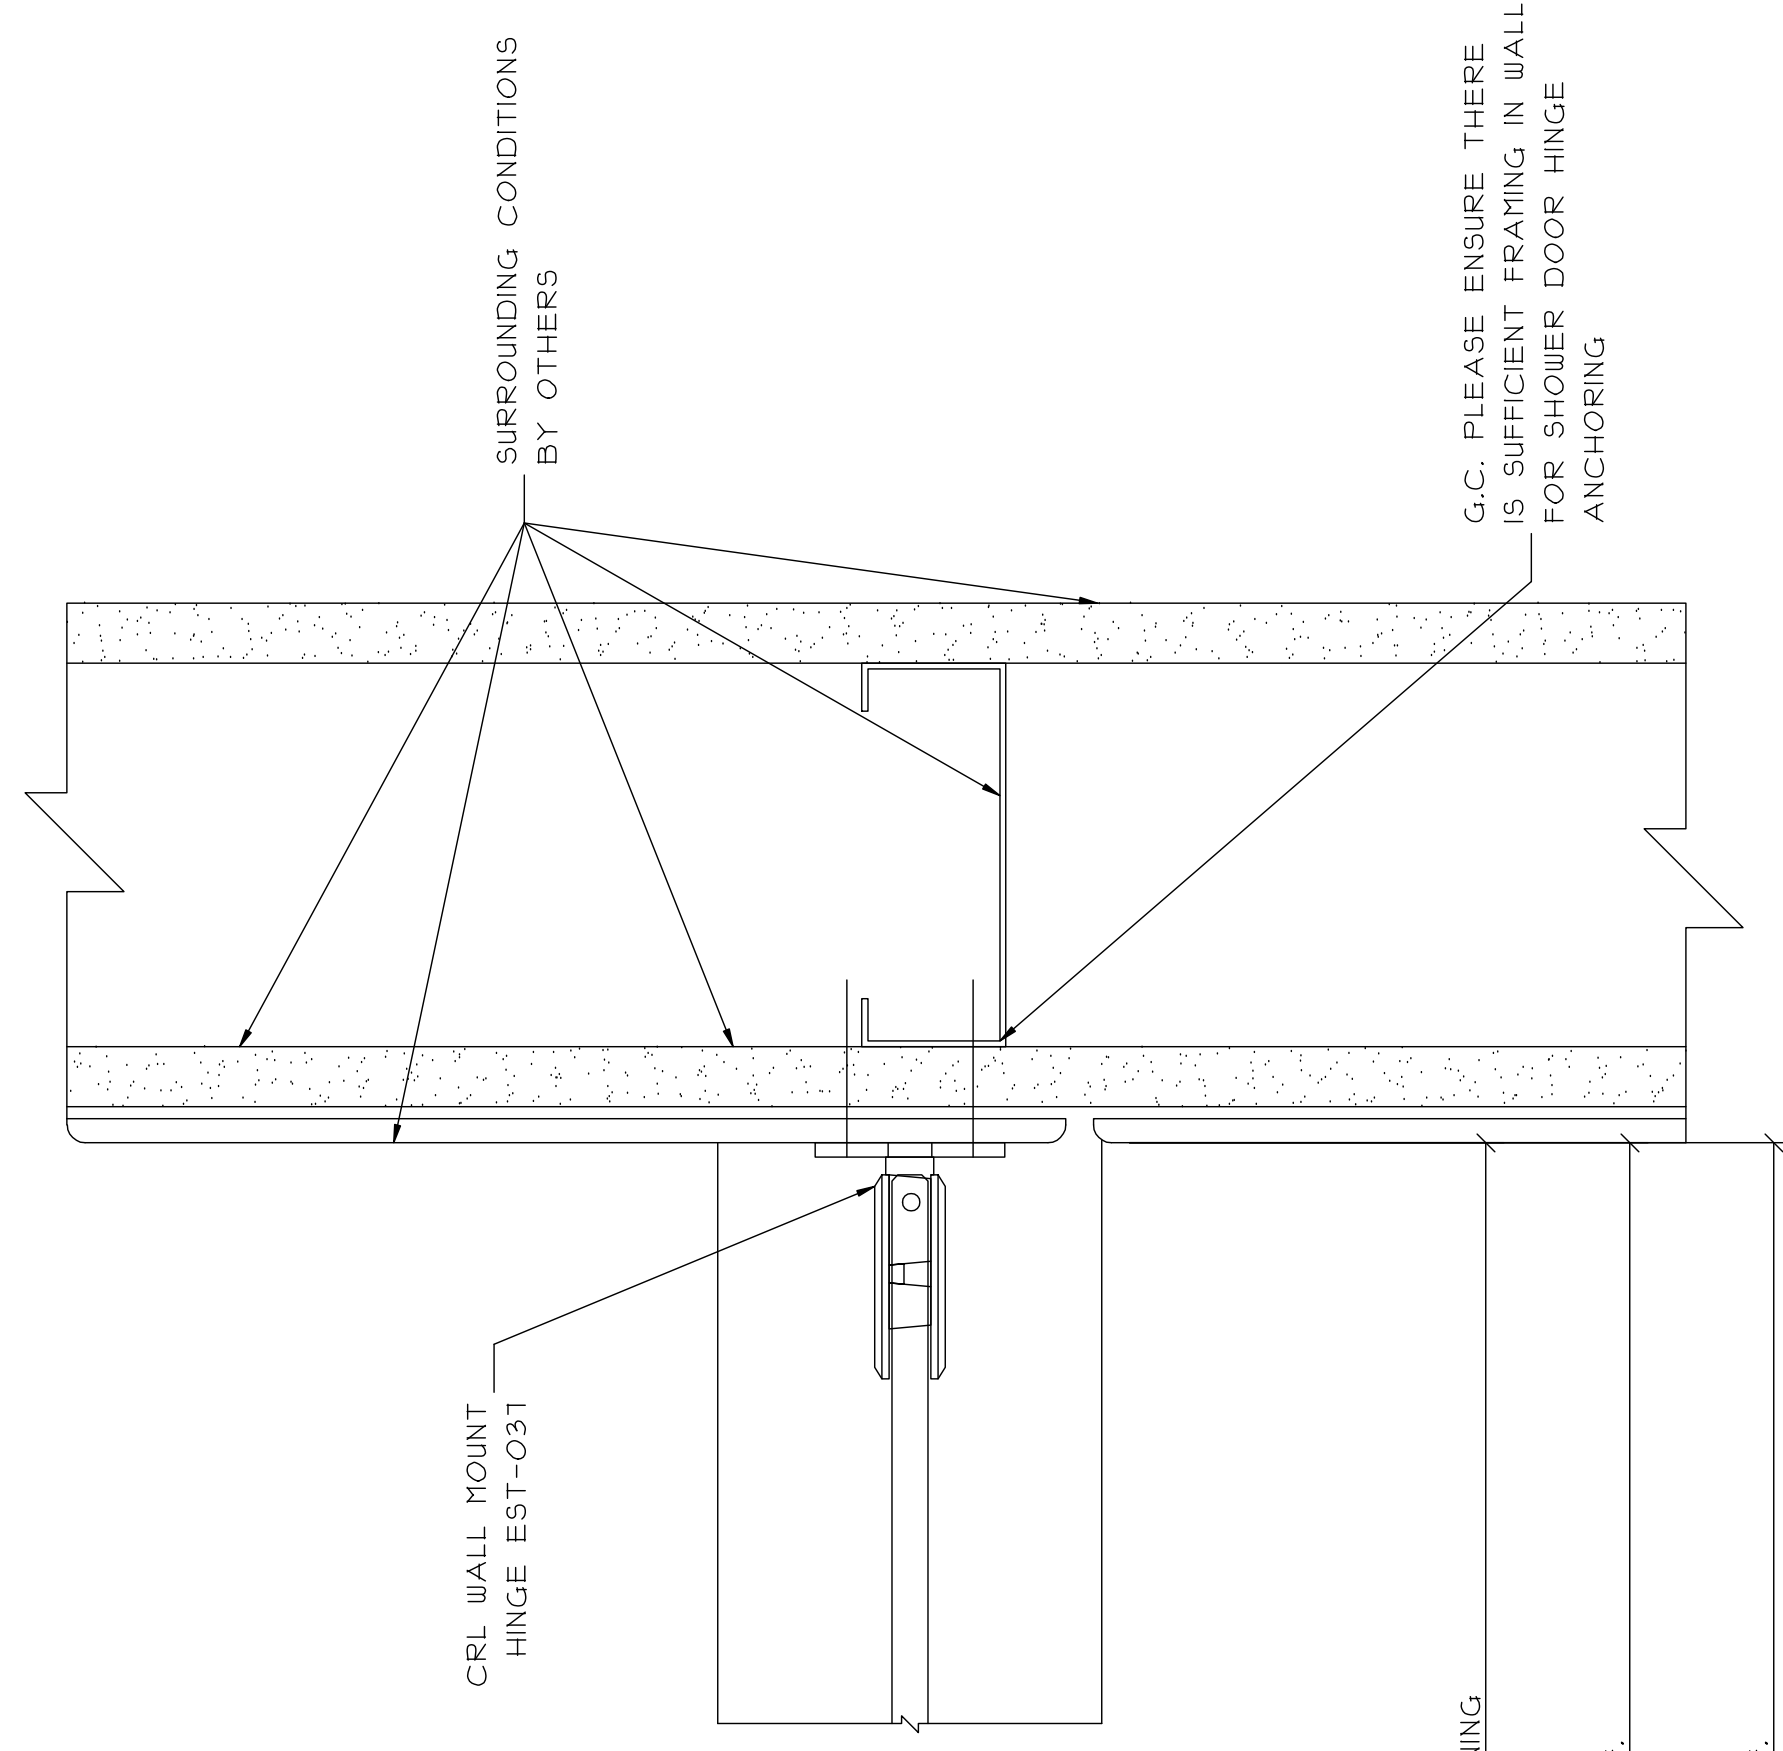 SURROUNDING CONDITIONS
BY OTHERS
G.C. PLEASE ENSURE THERE
IS SUFFICIENT FRAMING IN WALL
FOR SHOWER DOOR HINGE
ANCHORING
CRL WALL MOUNT
HINGE EST-037